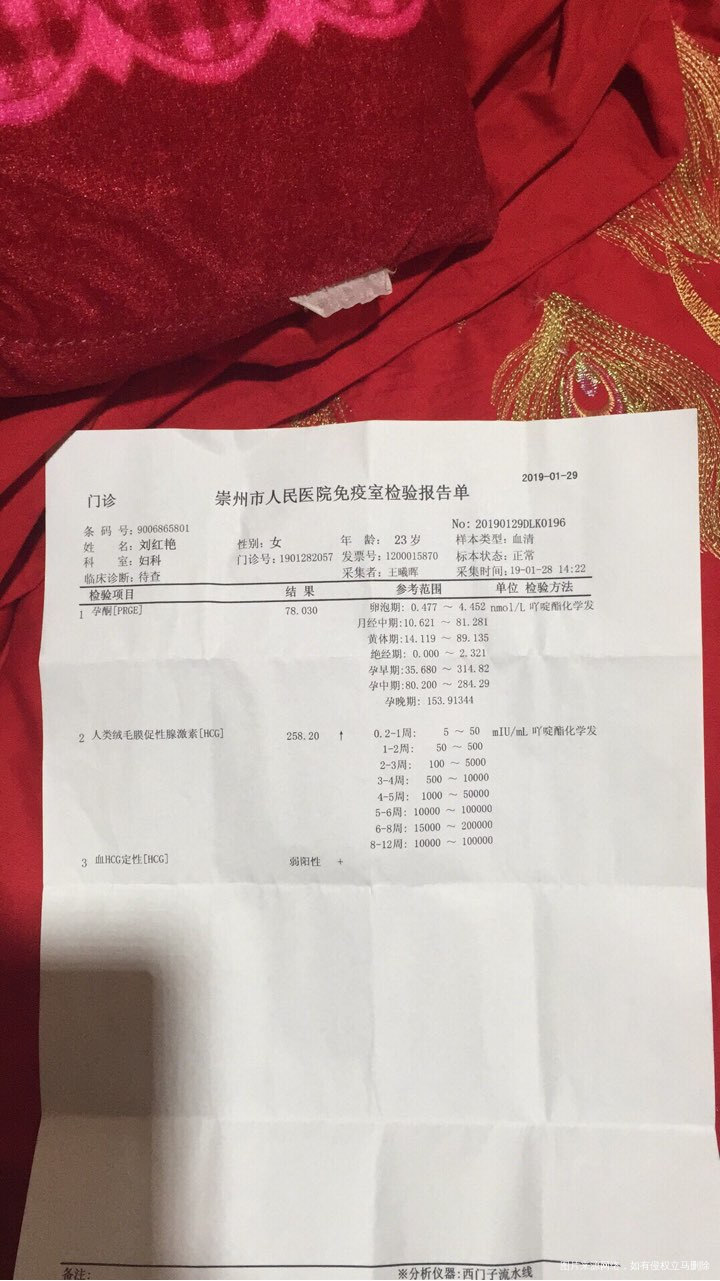 2019-01-29
门诊 崇州市人民医院免疫室检验报告单
No: 20190129DLK0196
条 码 号: 9006865801
姓 名: 刘红艳 性别: 女 年 龄: 23 岁 样本类型: 血清
科 室: 妇科 门诊号: 1901282057 发票号: 1200015870 标本状态: 正常
临床诊断: 待查 采集者: 王曦晖 采集时间: 19-01-28 14:22
检验项目 结 果 参考范围 单位 检验方法
1 孕酮[PRGE] 78.030 卵泡期: 0.477 ～ 4.452 nmol/L 吖啶酯化学发
月经中期: 10.621 ～ 81.281
黄体期: 14.119 ～ 89.135
绝经期: 0.000 ～ 2.321
孕早期: 35.680 ～ 314.82
孕中期: 80.200 ～ 284.29
孕晚期: 153.91344
2 人类绒毛膜促性腺激素[HCG] 258.20 ↑ 0.2-1周: 5 ～ 50 mIU/mL 吖啶酯化学发
1-2周: 50 ～ 500
2-3周: 100 ～ 5000
3-4周: 500 ～ 10000
4-5周: 1000 ～ 50000
5-6周: 10000 ～ 100000
6-8周: 15000 ～ 200000
8-12周: 10000 ～ 100000
3 血HCG定性[HCG] 弱阳性 +
备注: ※分析仪器: 西门子流水线
图片来源网络，如有侵权立马删除